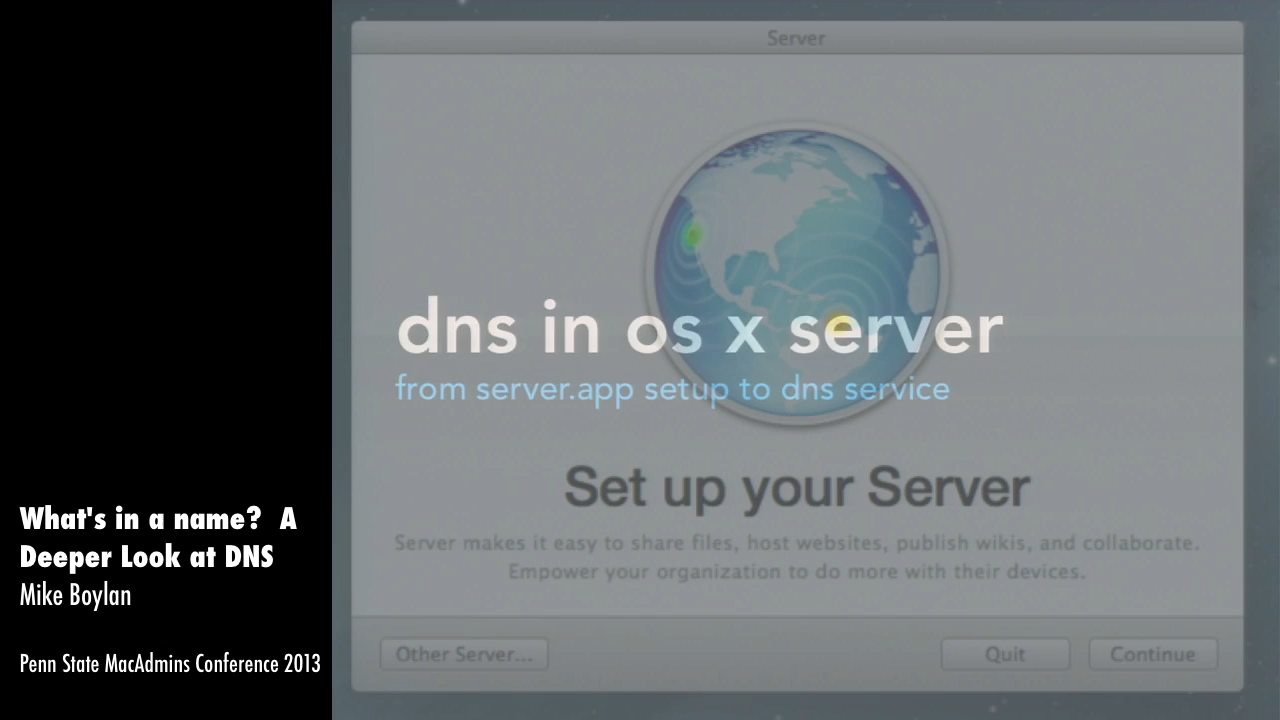 Server
dns in os x server
from server.app setup to dns service
Set up your Server
Server makes it easy to share files, host websites, publish wikis, and collaborate.
Empower your organization to do more with their devices.
Other Server...
Quit
Continue
What's in a name? A
Deeper Look at DNS
Mike Boylan
Penn State MacAdmins Conference 2013